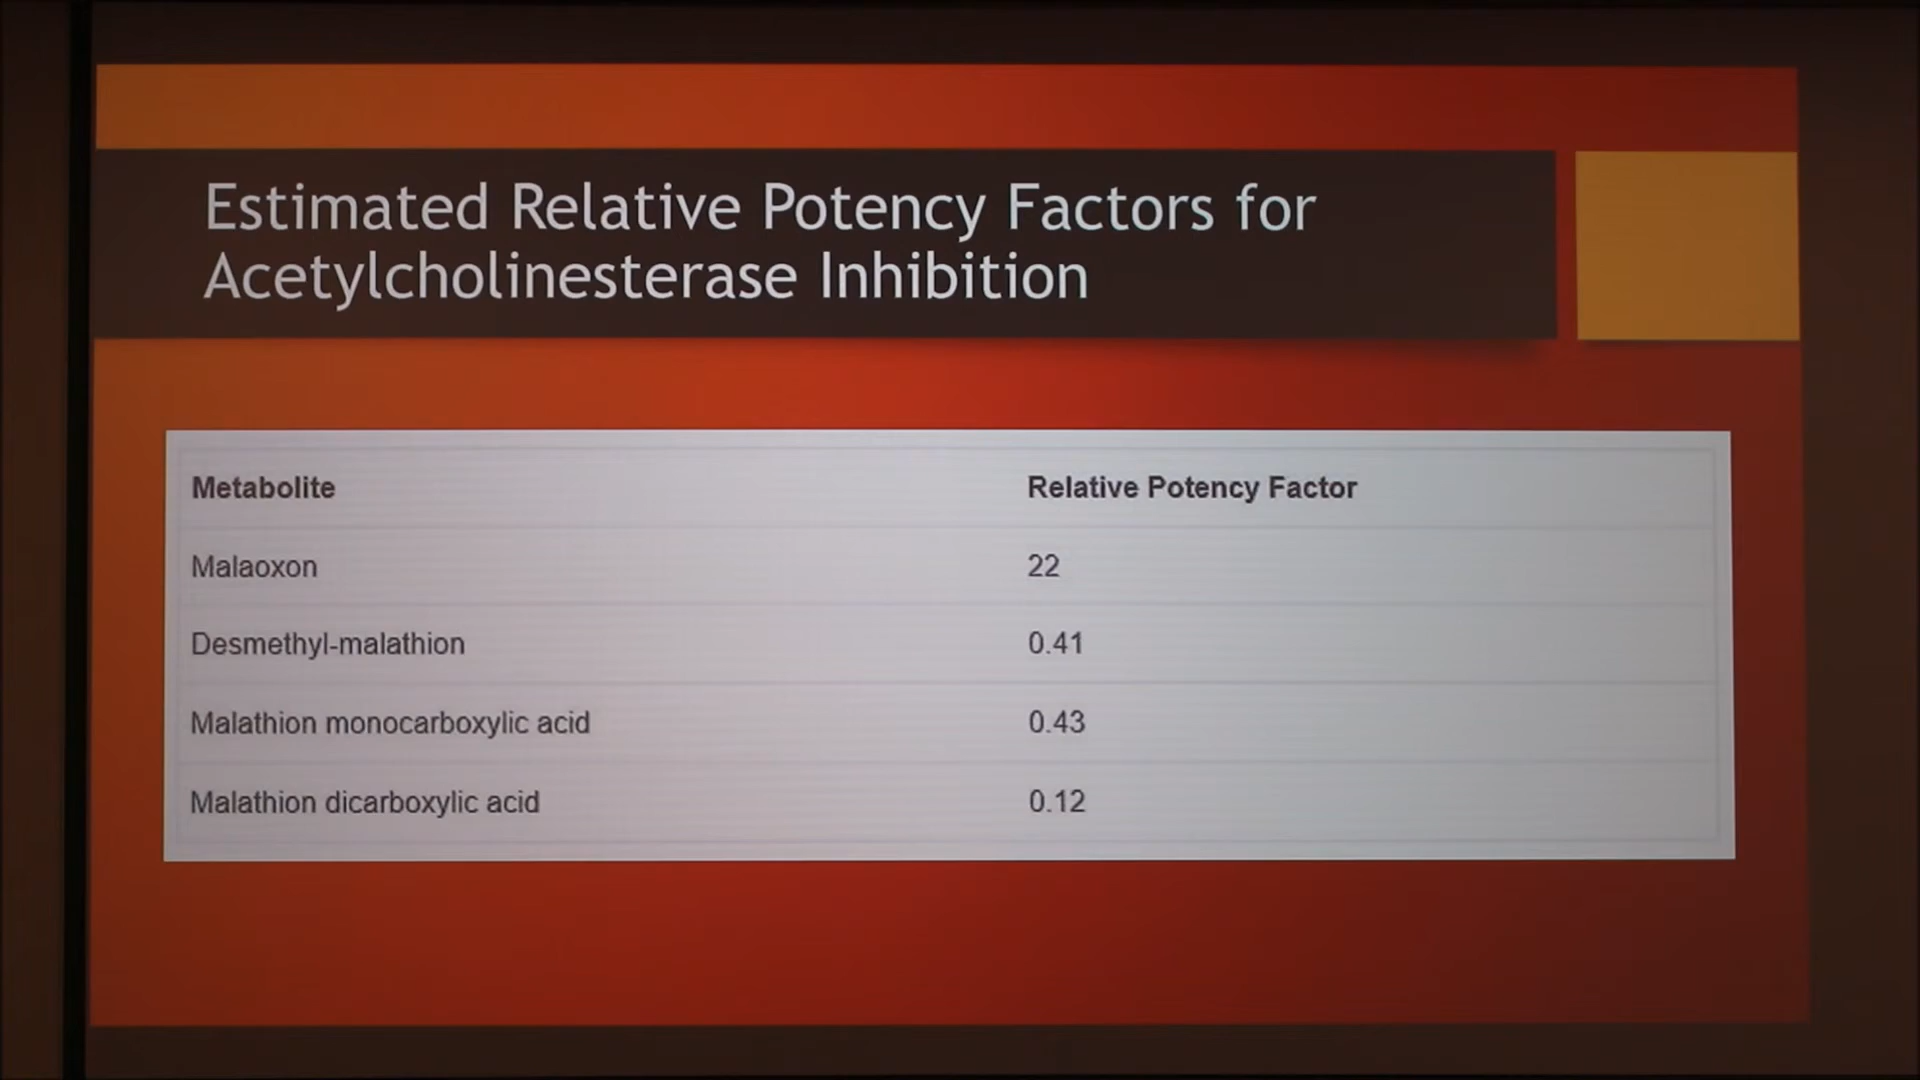 Estimated Relative Potency Factors for
Acetylcholinesterase Inhibition
Metabolite Relative Potency Factor
Malaoxon 22
Desmethyl-malathion 0.41
Malathion monocarboxylic acid 0.43
Malathion dicarboxylic acid 0.12